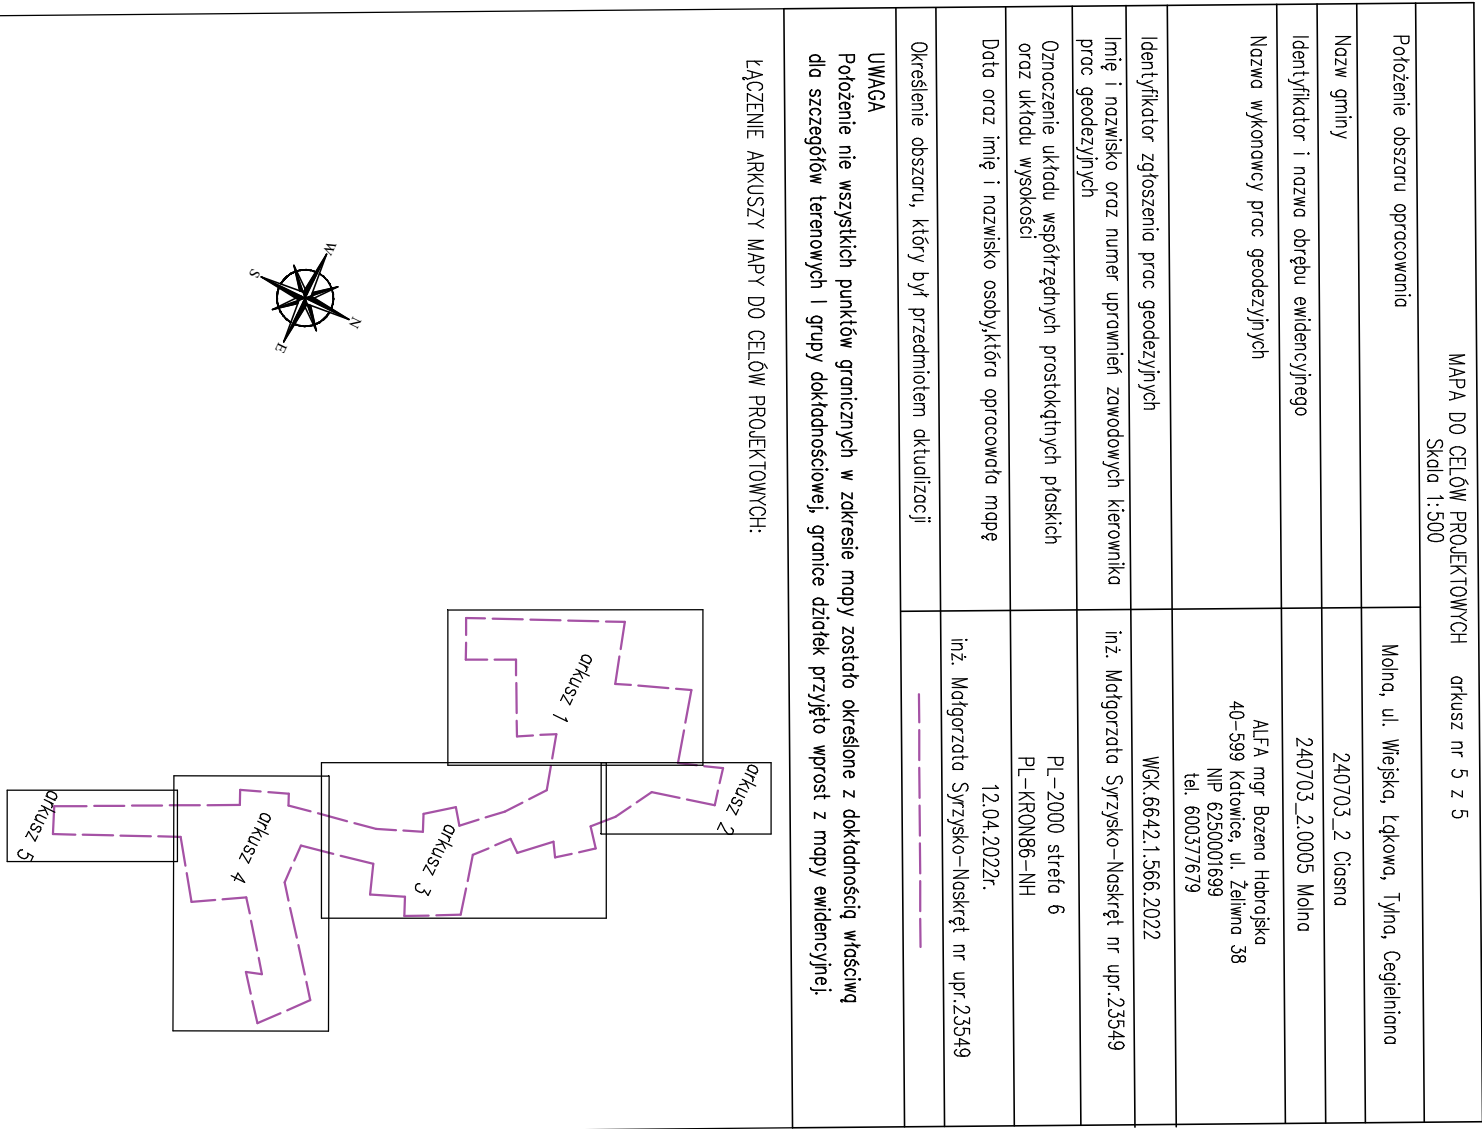 MAPA DO CELÓW PROJEKTOWYCH arkusz nr 5 z 5
Skala 1:500
Położenie obszaru opracowania
Molna, ul. Wiejska, Łąkowa, Tylna, Cegielniana
Nazw gminy
240703_2 Ciasna
Identyfikator i nazwa obrębu ewidencyjnego
240703_2.0005 Molna
Nazwa wykonawcy prac geodezyjnych
ALFA mgr Bozena Habrajska
40-599 Katowice, ul. Żeliwna 38
NIP 6250001699
tel. 600377679
Identyfikator zgłoszenia prac geodezyjnych
WGK.6642.1.566.2022
Imię i nazwisko oraz numer uprawnień zawodowych kierownika
prac geodezyjnych
inż. Małgorzata Syrzysko-Naskręt nr upr.23549
Oznaczenie układu współrzędnych prostokątnych płaskich
oraz układu wysokości
PL-2000 strefa 6
PL-KRON86-NH
Data oraz imię i nazwisko osoby,która opracowała mapę
12.04.2022r.
inż. Małgorzata Syrzysko-Naskręt nr upr.23549
Określenie obszaru, który był przedmiotem aktualizacji
UWAGA
Położenie nie wszystkich punktów granicznych w zakresie mapy zostało określone z dokładnością właściwą
dla szczegółów terenowych I grupy dokładnościowej, granice działek przyjęto wprost z mapy ewidencyjnej.
ŁĄCZENIE ARKUSZY MAPY DO CELÓW PROJEKTOWYCH:
N
W
E
S
arkusz 2
arkusz 1
arkusz 3
arkusz 4
arkusz 5